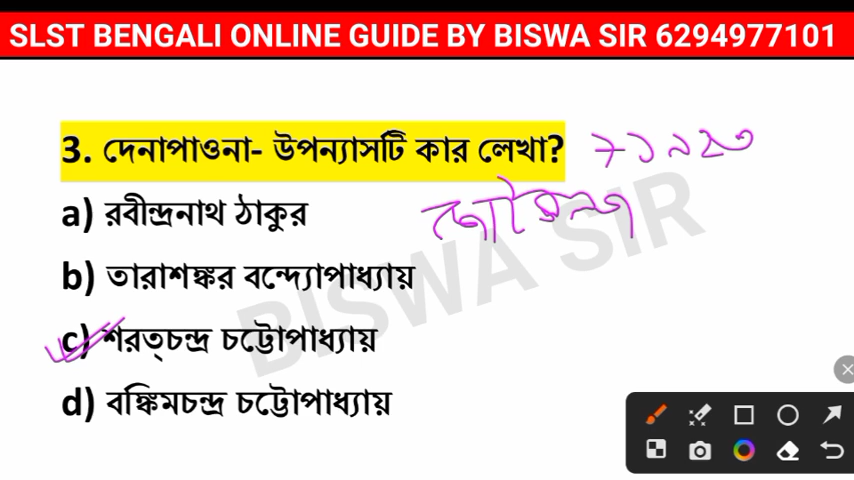 SLST BENGALI ONLINE GUIDE BY BISWA SIR 6294977101
3. দেনাপাওনা- উপন্যাসটি কার লেখা?
a) রবীন্দ্রনাথ ঠাকুর
b) তারাশঙ্কর বন্দ্যোপাধ্যায়
c) শরত্চন্দ্র চট্টোপাধ্যায়
d) বঙ্কিমচন্দ্র চট্টোপাধ্যায়
BISWA SIR